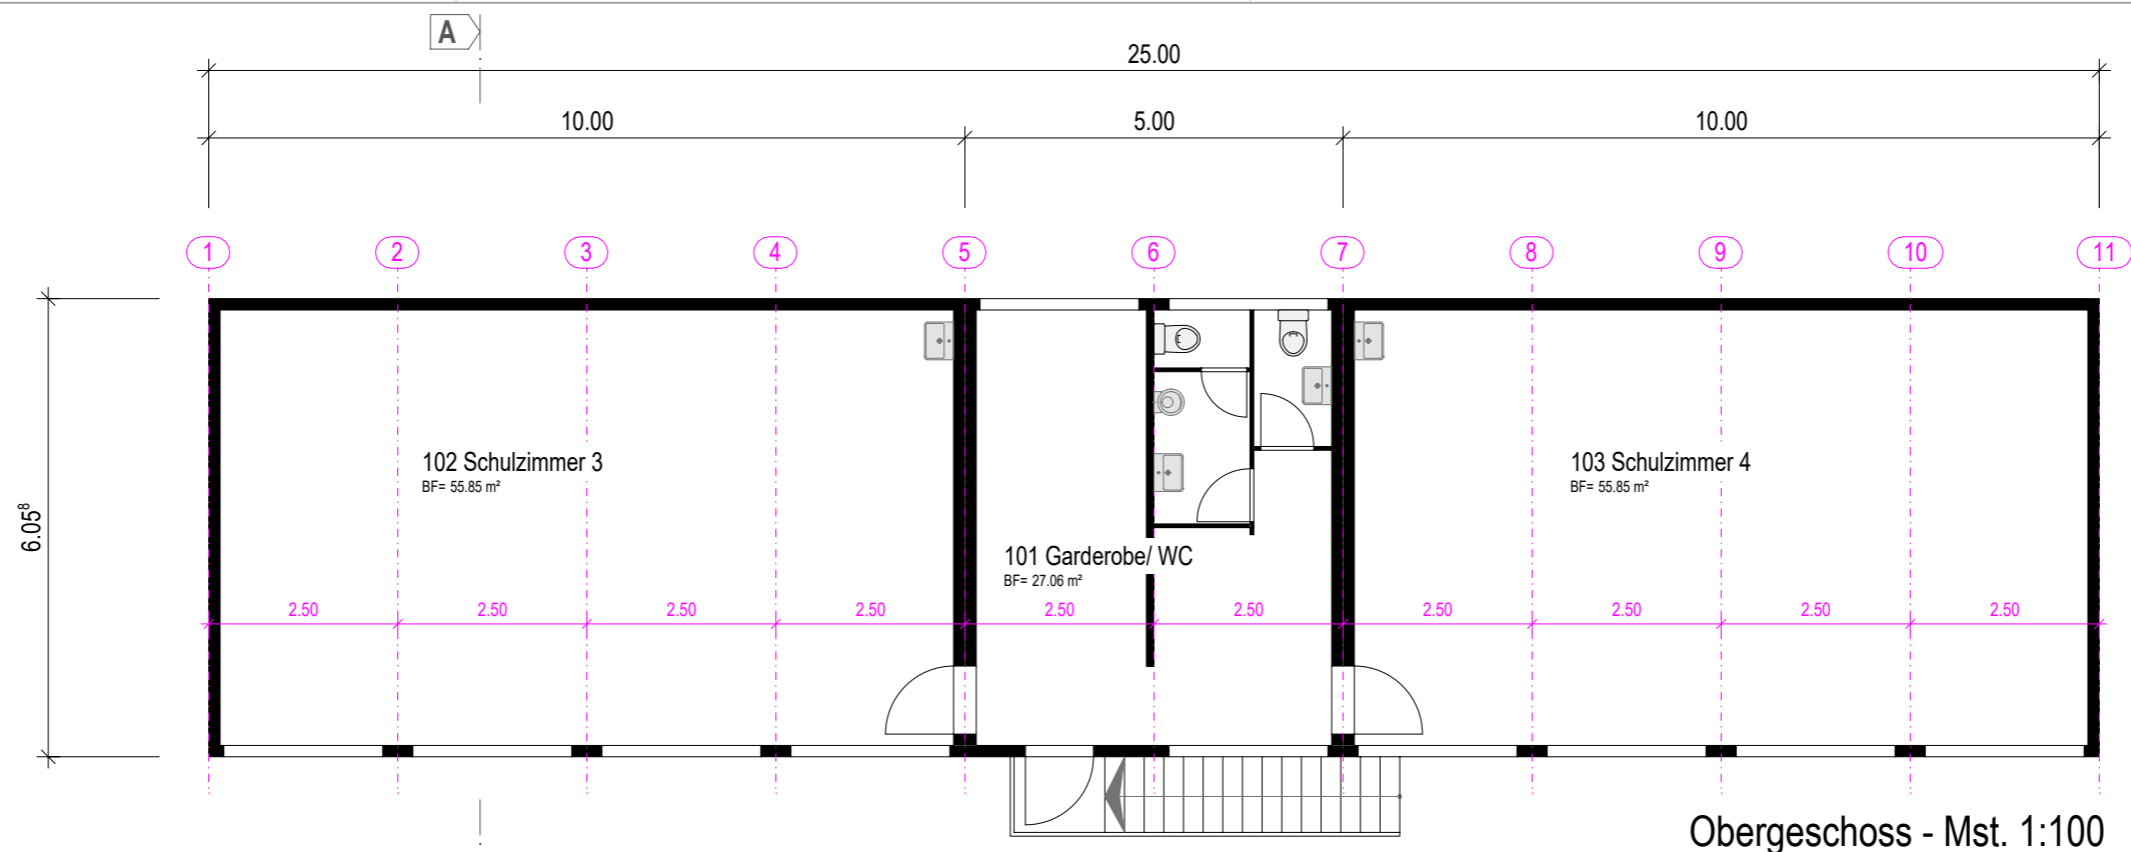 A
25.00
10.00 5.00 10.00
1 2 3 4 5 6 7 8 9 10 11
102 Schulzimmer 3
BF= 55.85 m²
103 Schulzimmer 4
BF= 55.85 m²
6.05⁸
101 Garderobe/ WC
BF= 27.06 m²
2.50 2.50 2.50 2.50 2.50 2.50 2.50 2.50 2.50 2.50
Obergeschoss - Mst. 1:100